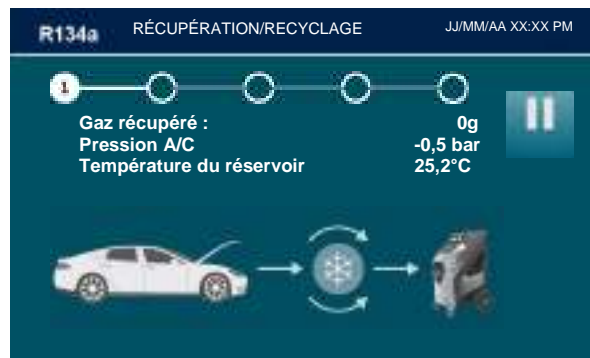 R134a RÉCUPÉRATION/RECYCLAGE JJ/MM/AA XX:XX PM
1
Gaz récupéré : 0g
Pression A/C -0,5 bar
Température du réservoir 25,2°C